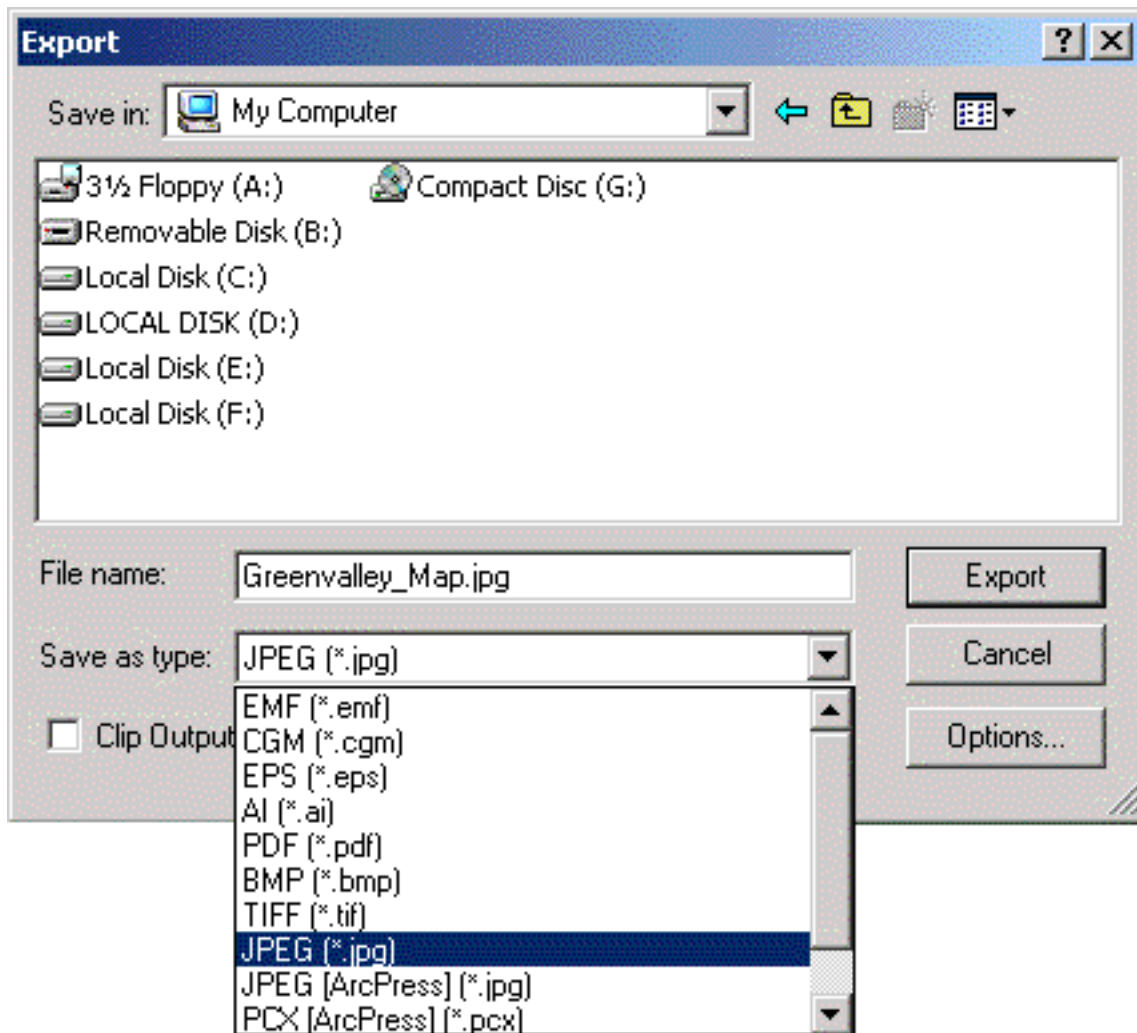 Export
Save in: My Computer
3½ Floppy (A:)
Compact Disc (G:)
Removable Disk (B:)
Local Disk (C:)
LOCAL DISK (D:)
Local Disk (E:)
Local Disk (F:)
File name: Greenvalley_Map.jpg
Export
Save as type: JPEG (*.jpg)
Cancel
Clip Output
Options...
EMF (*.emf)
CGM (*.cgm)
EPS (*.eps)
AI (*.ai)
PDF (*.pdf)
BMP (*.bmp)
TIFF (*.tif)
JPEG (*.jpg)
JPEG [ArcPress] (*.jpg)
PCX [ArcPress] (*.pcx)